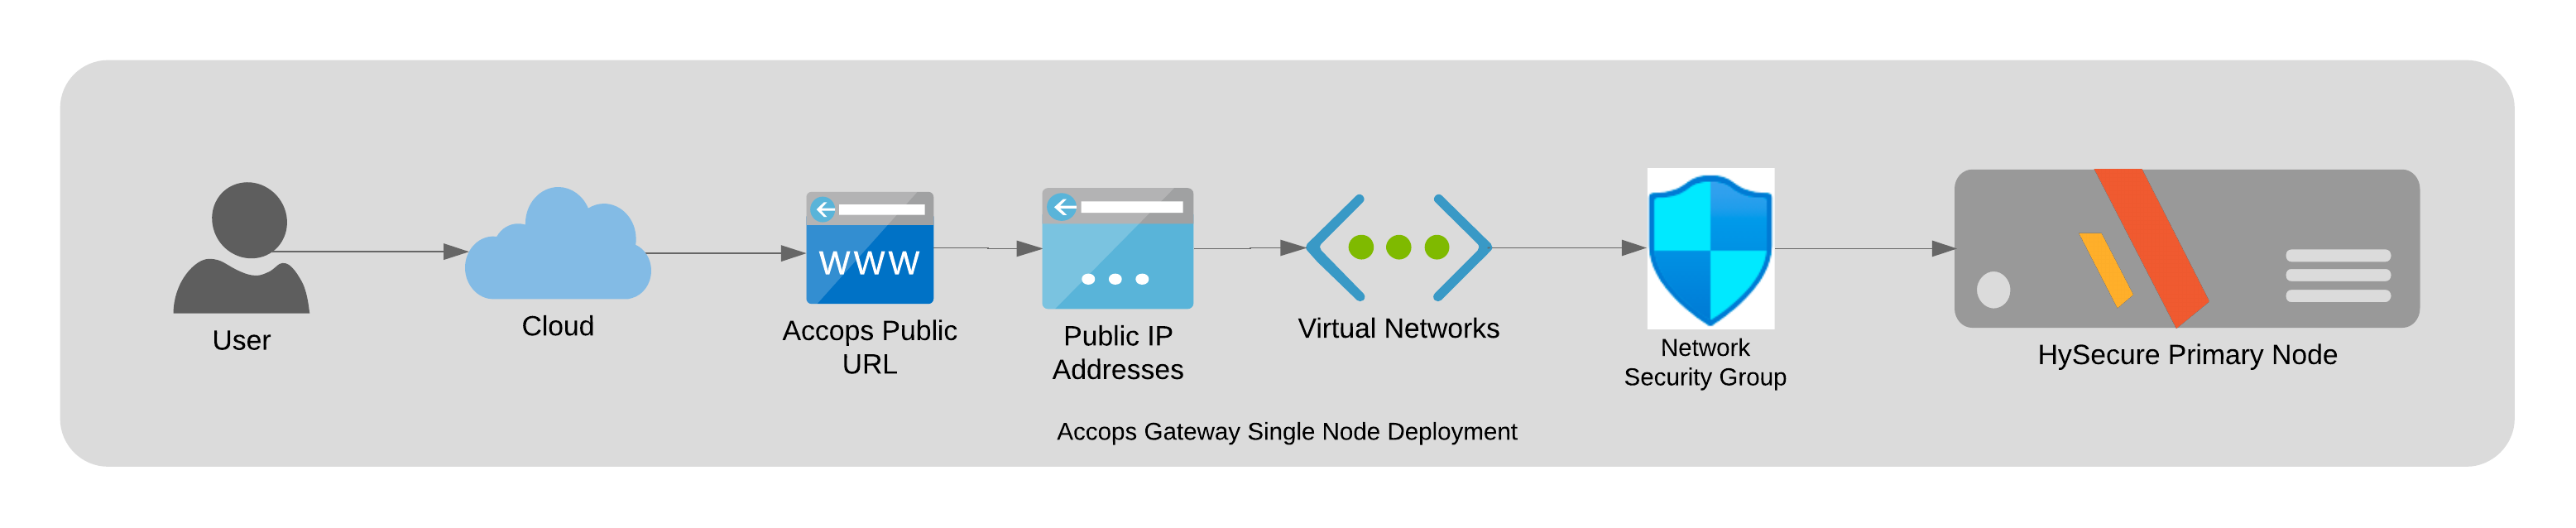 WWW
User
Cloud
Accops Public
URL
Public IP
Addresses
Virtual Networks
Network
Security Group
HySecure Primary Node
Accops Gateway Single Node Deployment